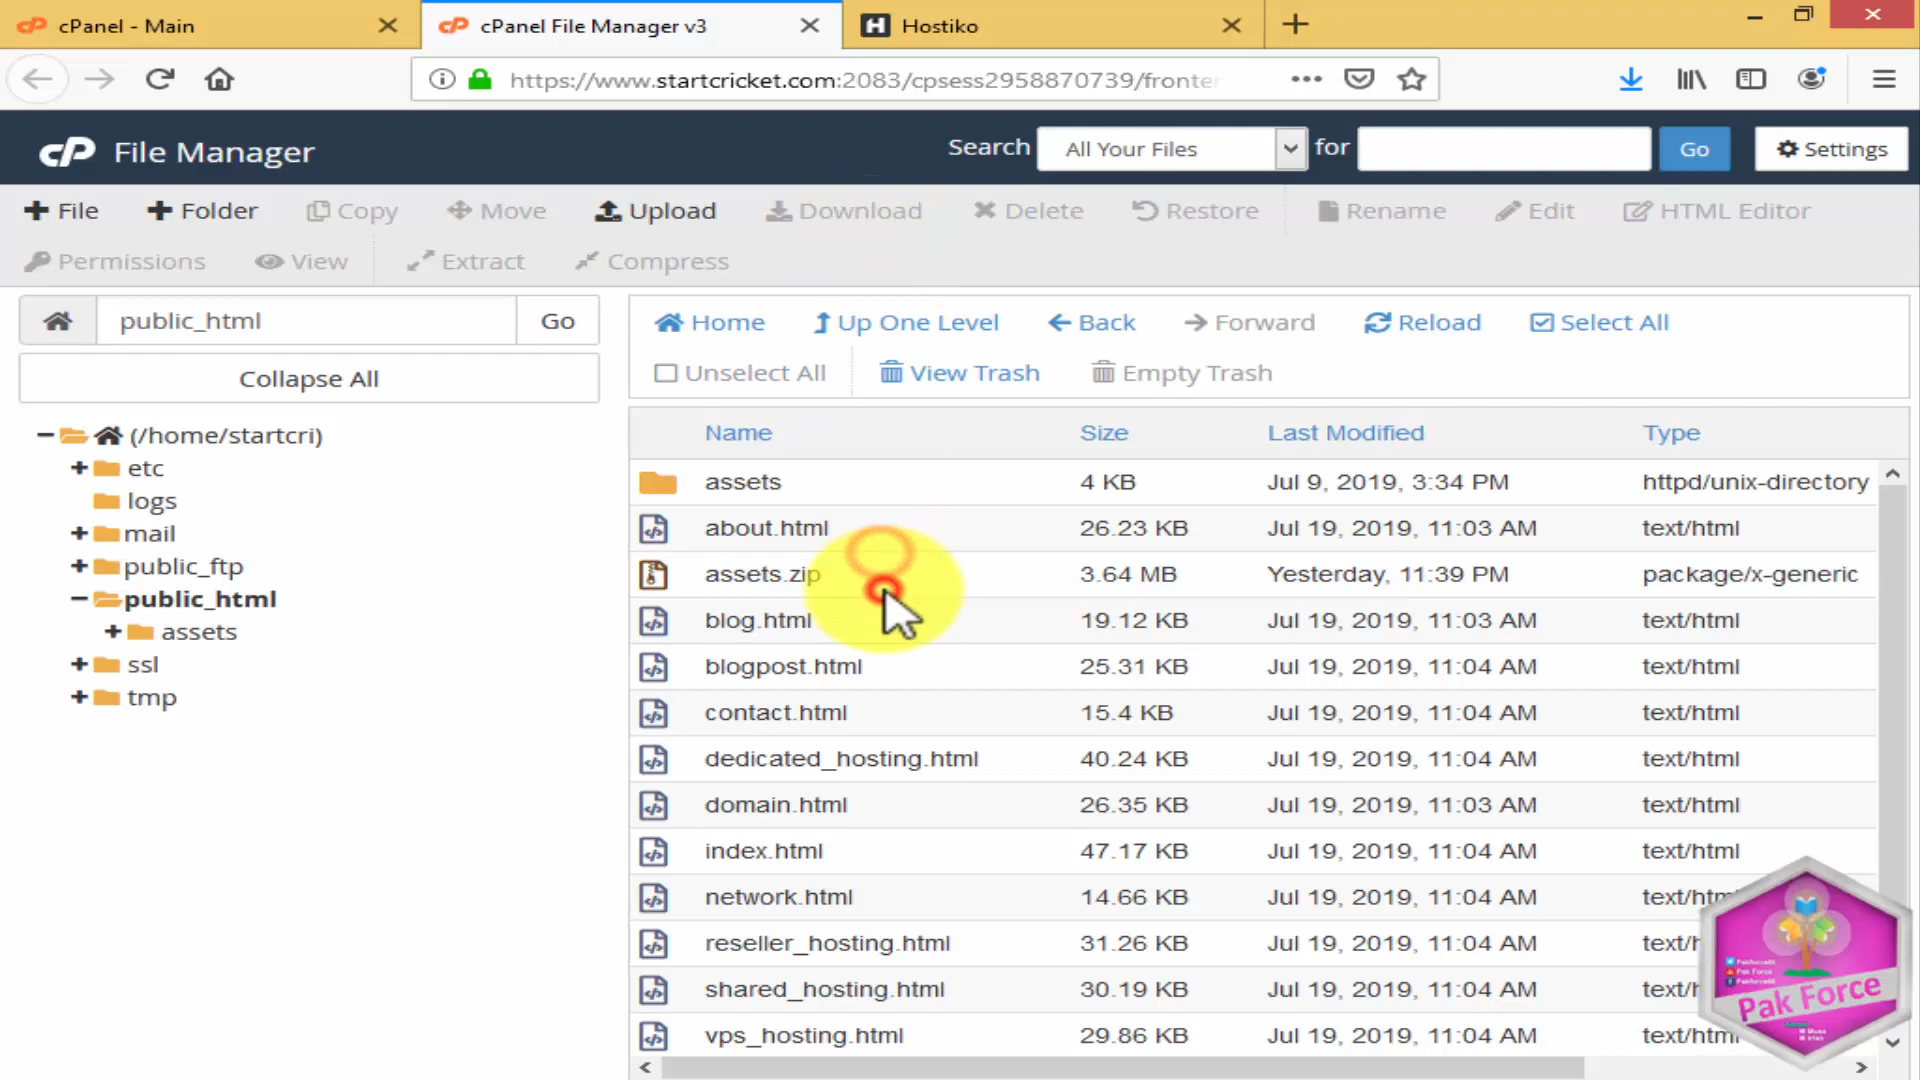 cPanel - Main
cPanel File Manager v3
Hostiko
https://www.startcricket.com:2083/cpsess2958870739/fronte
cP File Manager
Search All Your Files for Go Settings
File Folder Copy Move Upload Download Delete Restore Rename Edit HTML Editor
Permissions View Extract Compress
public_html Go
Collapse All
(/home/startcri)
etc
logs
mail
public_ftp
public_html
assets
ssl
tmp
Home Up One Level Back Forward Reload Select All
Unselect All View Trash Empty Trash
Name Size Last Modified Type
assets 4 KB Jul 9, 2019, 3:34 PM httpd/unix-directory
about.html 26.23 KB Jul 19, 2019, 11:03 AM text/html
assets.zip 3.64 MB Yesterday, 11:39 PM package/x-generic
blog.html 19.12 KB Jul 19, 2019, 11:03 AM text/html
blogpost.html 25.31 KB Jul 19, 2019, 11:04 AM text/html
contact.html 15.4 KB Jul 19, 2019, 11:04 AM text/html
dedicated_hosting.html 40.24 KB Jul 19, 2019, 11:04 AM text/html
domain.html 26.35 KB Jul 19, 2019, 11:03 AM text/html
index.html 47.17 KB Jul 19, 2019, 11:04 AM text/html
network.html 14.66 KB Jul 19, 2019, 11:04 AM text/htm
reseller_hosting.html 31.26 KB Jul 19, 2019, 11:04 AM text/h
shared_hosting.html 30.19 KB Jul 19, 2019, 11:04 AM text/h
vps_hosting.html 29.86 KB Jul 19, 2019, 11:04 AM text/htm
Pak Force
Pak Force